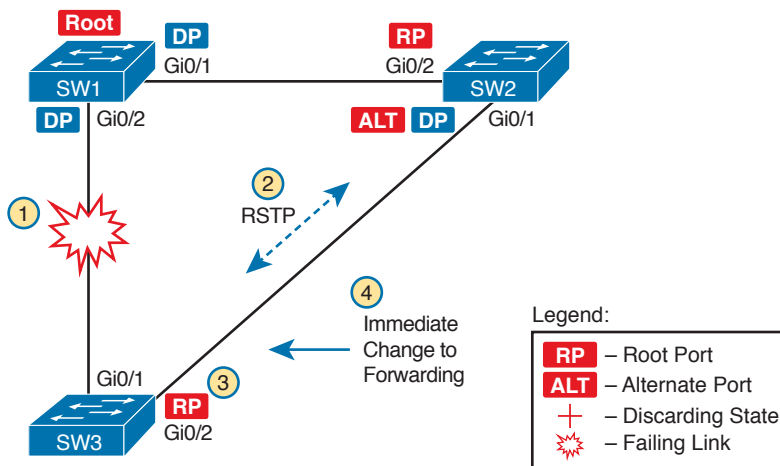 Root
DP
Gi0/1
RP
Gi0/2
SW1
SW2
DP
Gi0/2
ALT DP
Gi0/1
1
2
RSTP
4
Immediate
Change to
Forwarding
Gi0/1
3
RP
Gi0/2
SW3
Legend:
RP – Root Port
ALT – Alternate Port
– Discarding State
– Failing Link